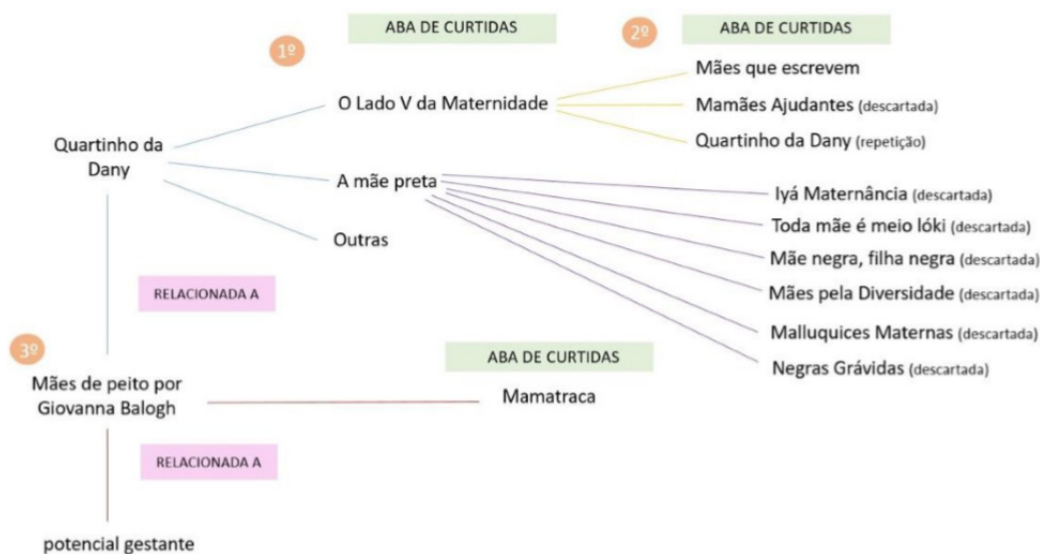 ABA DE CURTIDAS
ABA DE CURTIDAS
1º
2º
Mães que escrevem
O Lado V da Maternidade
Mamães Ajudantes (descartada)
Quartinho da Dany (repetição)
Quartinho da
Dany
A mãe preta
Iyá Maternância (descartada)
Toda mãe é meio lóki (descartada)
Outras
Mãe negra, filha negra (descartada)
RELACIONADA A
Mães pela Diversidade (descartada)
Malluquices Maternas (descartada)
3º
ABA DE CURTIDAS
Negras Grávidas (descartada)
Mães de peito por
Giovanna Balogh
Mamatraca
RELACIONADA A
potencial gestante